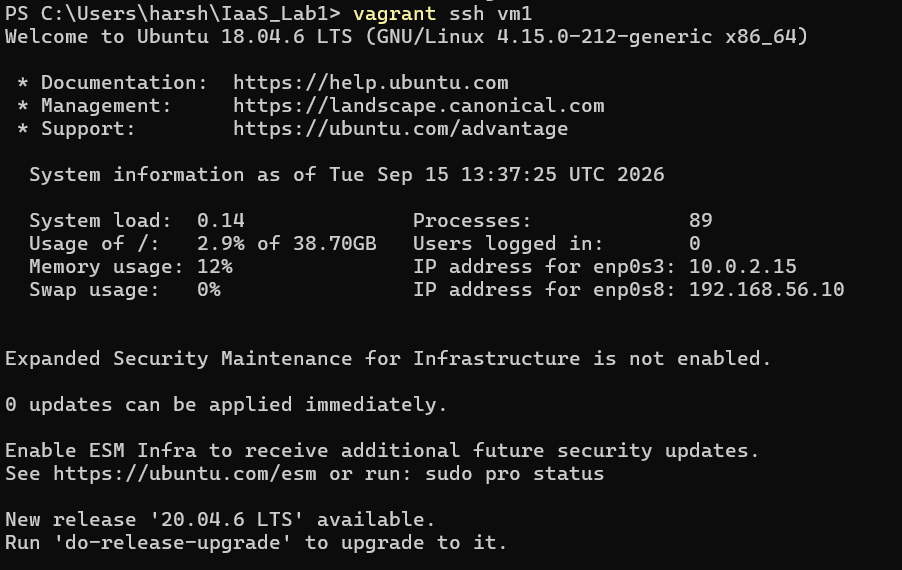 PS C:\Users\harsh\IaaS_Lab1> vagrant ssh vm1
Welcome to Ubuntu 18.04.6 LTS (GNU/Linux 4.15.0-212-generic x86_64)
* Documentation:  https://help.ubuntu.com
* Management:     https://landscape.canonical.com
* Support:        https://ubuntu.com/advantage
System information as of Tue Sep 15 13:37:25 UTC 2026
System load:  0.14              Processes:             89
Usage of /:   2.9% of 38.70GB   Users logged in:       0
Memory usage: 12%               IP address for enp0s3: 10.0.2.15
Swap usage:   0%                IP address for enp0s8: 192.168.56.10
Expanded Security Maintenance for Infrastructure is not enabled.
0 updates can be applied immediately.
Enable ESM Infra to receive additional future security updates.
See https://ubuntu.com/esm or run: sudo pro status
New release '20.04.6 LTS' available.
Run 'do-release-upgrade' to upgrade to it.